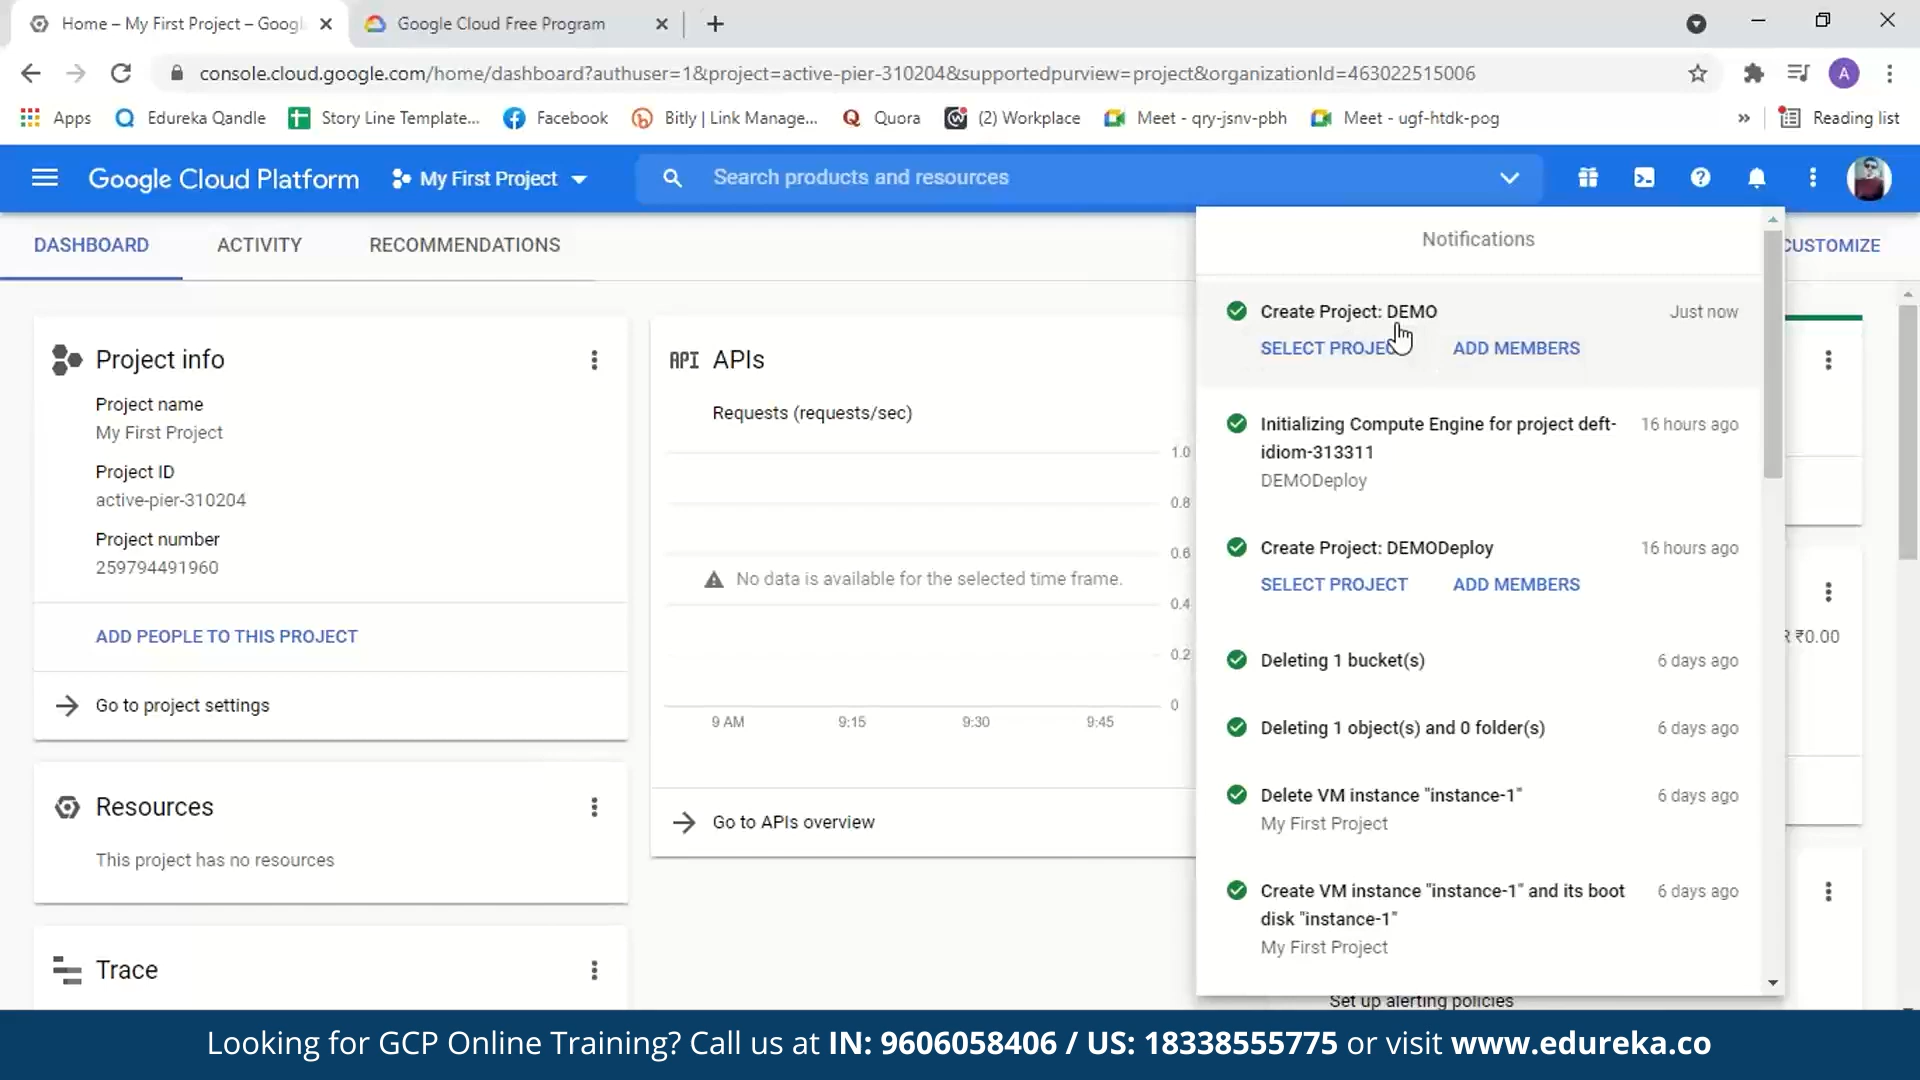 Home – My First Project – Googl
Google Cloud Free Program
console.cloud.google.com/home/dashboard?authuser=1&project=active-pier-310204&supportedpurview=project&organizationId=463022515006
A
Apps
Edureka Qandle
Story Line Template...
Facebook
Bitly | Link Manage...
Quora
(2) Workplace
Meet - qry-jsnv-pbh
Meet - ugf-htdk-pog
»
Reading list
Google Cloud Platform
My First Project
Search products and resources
DASHBOARD
ACTIVITY
RECOMMENDATIONS
CUSTOMIZE
Project info
Project name
My First Project
Project ID
active-pier-310204
Project number
259794491960
ADD PEOPLE TO THIS PROJECT
Go to project settings
Resources
This project has no resources
Trace
API APIs
Requests (requests/sec)
1.0
0.8
0.6
No data is available for the selected time frame.
0.4
0.2
0
9 AM 9:15 9:30 9:45
Go to APIs overview
Notifications
Create Project: DEMO Just now
SELECT PROJEC ADD MEMBERS
Initializing Compute Engine for project deft- 16 hours ago
idiom-313311
DEMODeploy
Create Project: DEMODeploy 16 hours ago
SELECT PROJECT ADD MEMBERS
Deleting 1 bucket(s) 6 days ago
Deleting 1 object(s) and 0 folder(s) 6 days ago
Delete VM instance "instance-1" 6 days ago
My First Project
Create VM instance "instance-1" and its boot 6 days ago
disk "instance-1"
My First Project
R ₹0.00
Set up alerting policies
Looking for GCP Online Training? Call us at IN: 9606058406 / US: 18338555775 or visit www.edureka.co